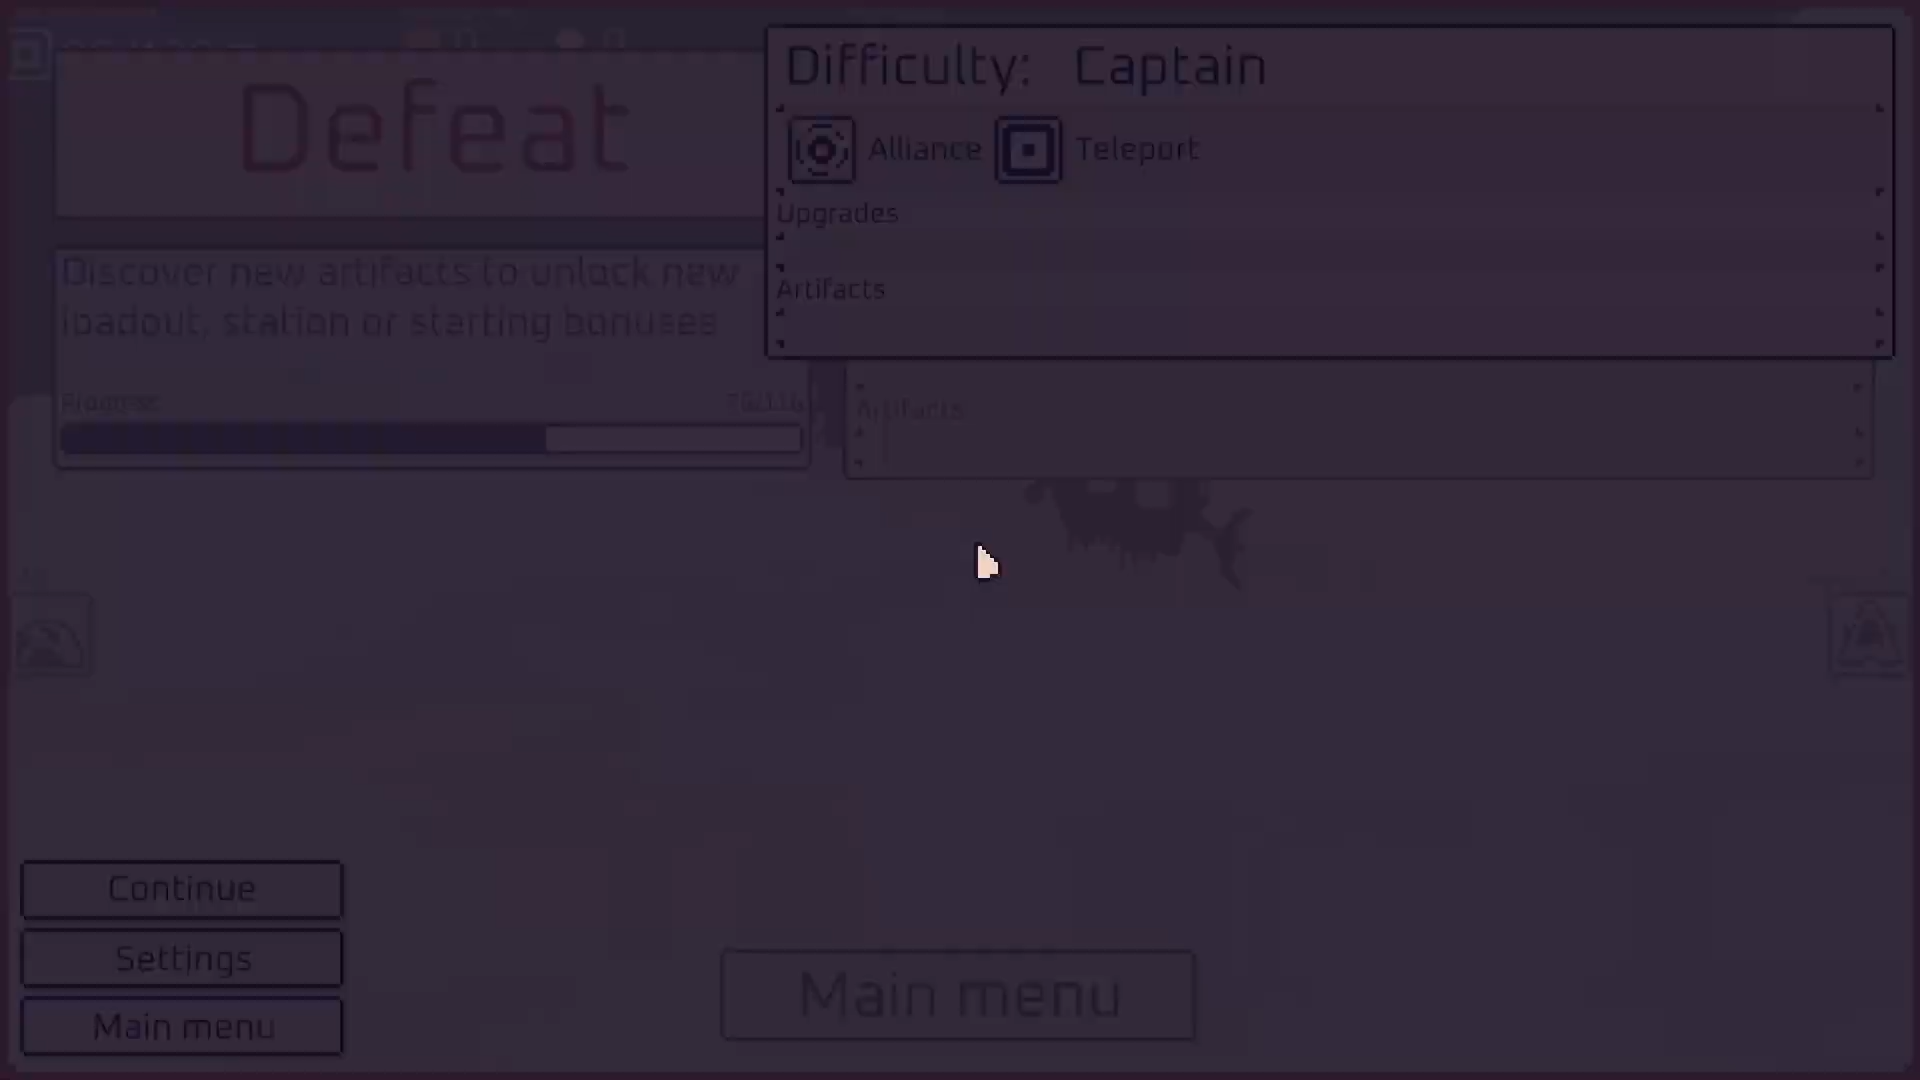 Defeat
Difficulty: Captain
Alliance Teleport
Upgrades
Artifacts
Discover new artifacts to unlock new
loadout, station or starting bonuses
Progress
Artifacts
Continue
Settings
Main menu
Main menu